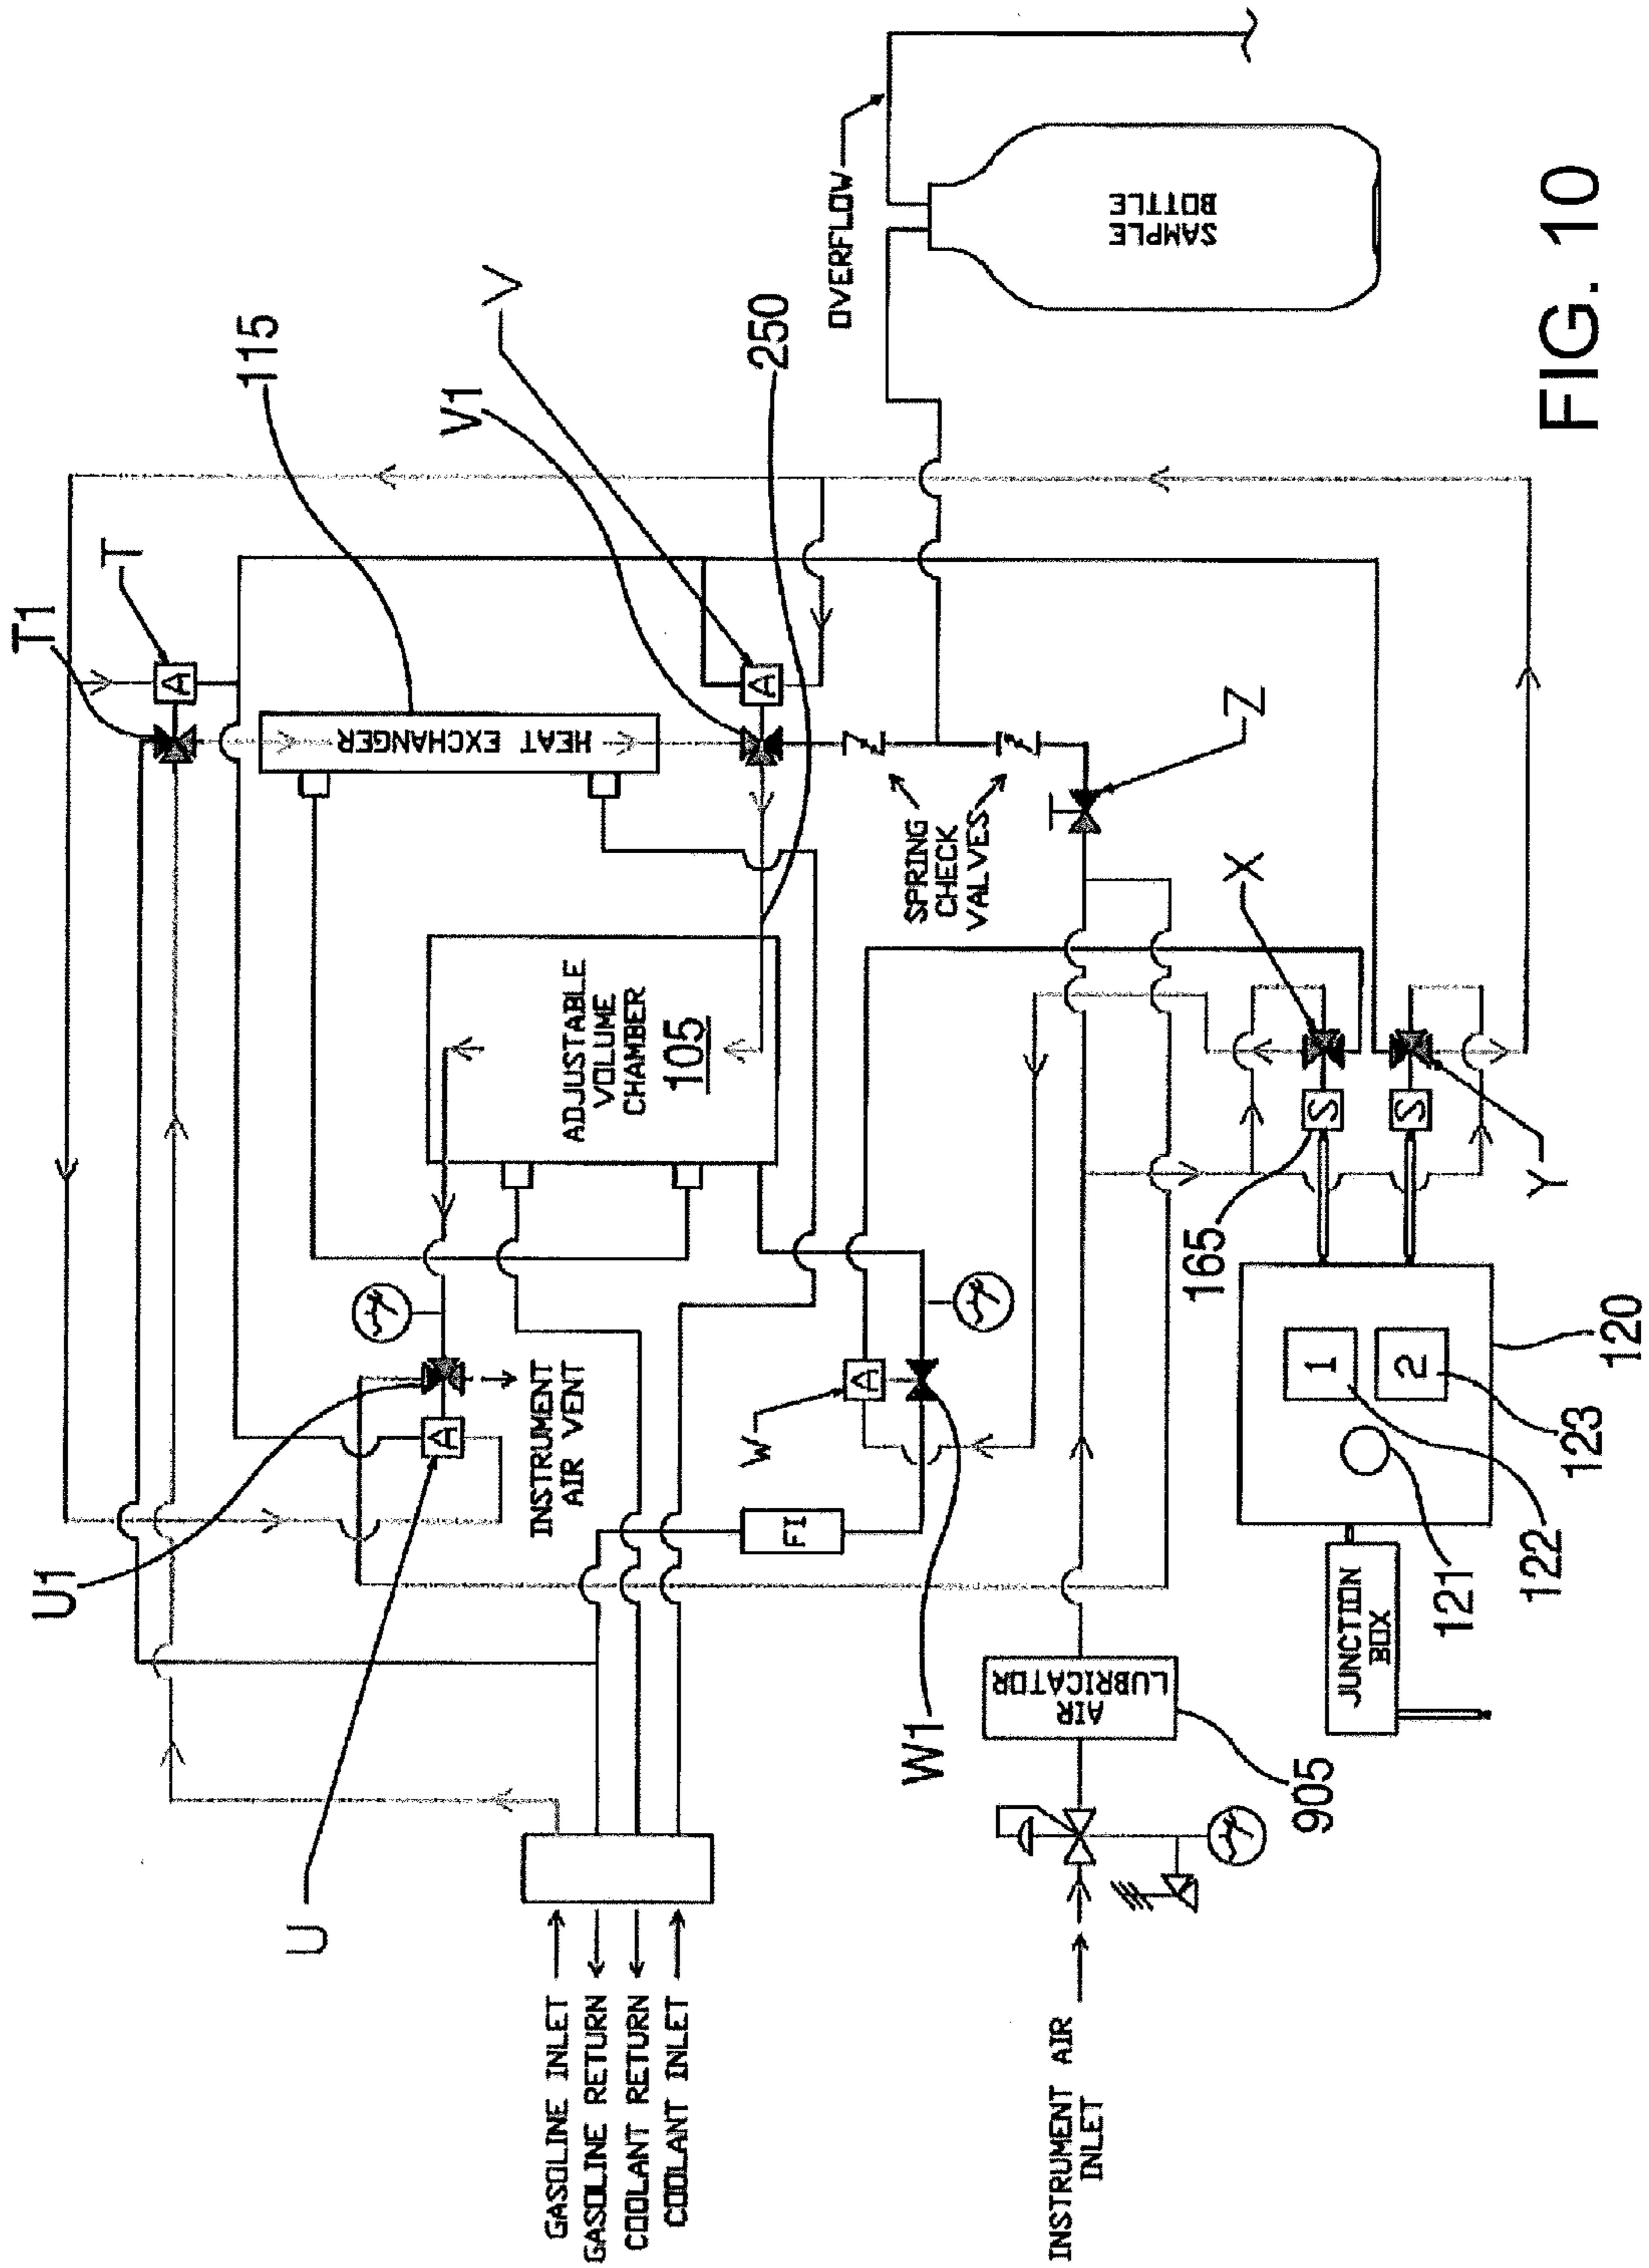 FIG. 10
OVERFLOW
SAMPLE
BOTTLE
T1
T
115
V1
V
250
HEAT EXCHANGER
A
A
SPRING
CHECK
VALVES
Z
X
Y
ADJUSTABLE
VOLUME
CHAMBER
105
U1
U
A
INSTRUMENT
AIR VENT
W
A
W1
FI
S
S
165
120
1
2
121
122
123
JUNCTION
BOX
AIR
LUBRICATOR
905
GASOLINE INLET
GASOLINE RETURN
COOLANT RETURN
COOLANT INLET
INSTRUMENT AIR
INLET